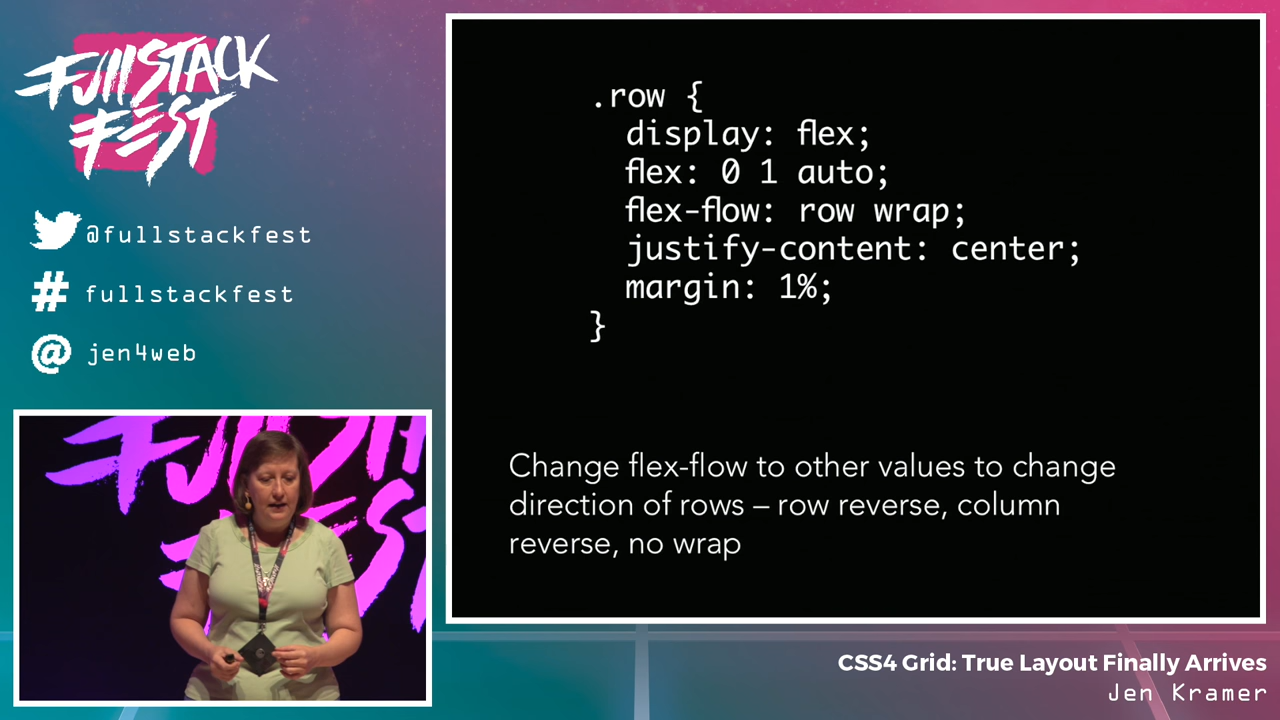 FullSTACK
FEST
@fullstackfest
# fullstackfest
@ jen4web
.row {
display: flex;
flex: 0 1 auto;
flex-flow: row wrap;
justify-content: center;
margin: 1%;
}
Change flex-flow to other values to change
direction of rows – row reverse, column
reverse, no wrap
CSS4 Grid: True Layout Finally Arrives
Jen Kramer